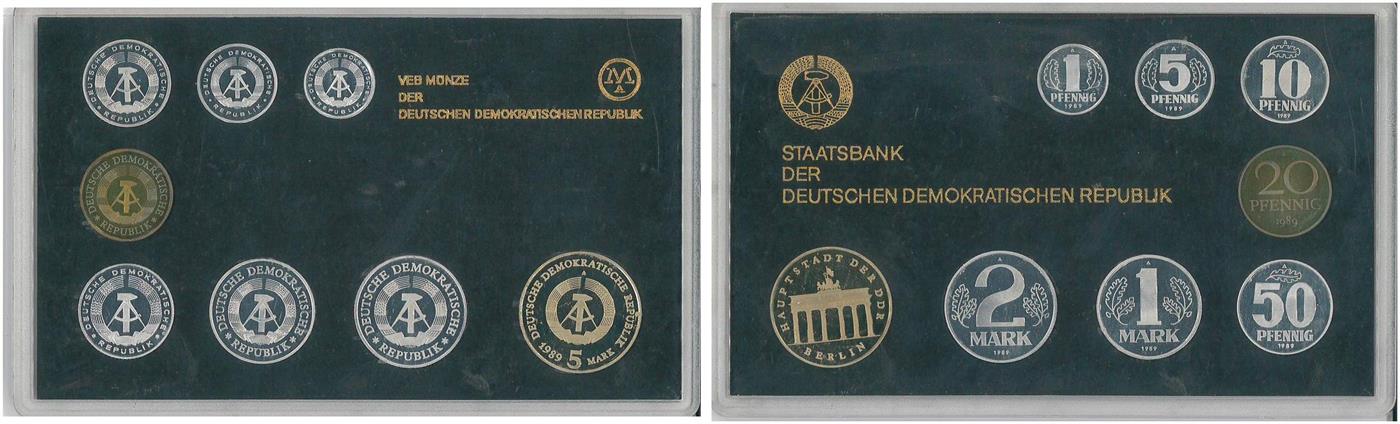 DEUTSCHE DEMOKRATISCHE
* REPUBLIK *
DEUTSCHE DEMOKRATISCHE
* REPUBLIK *
DEUTSCHE DEMOKRATISCHE
* REPUBLIK *
VEB MÜNZE
DER
DEUTSCHEN DEMOKRATISCHEN REPUBLIK
M
A
DEUTSCHE DEMOKRATISCHE
* REPUBLIK *
DEUTSCHE DEMOKRATISCHE
* REPUBLIK *
DEUTSCHE DEMOKRATISCHE
* REPUBLIK *
DEUTSCHE DEMOKRATISCHE
* REPUBLIK *
A
DEUTSCHE DEMOKRATISCHE REPUBLIK
1989 5 MARK
STAATSBANK
DER
DEUTSCHEN DEMOKRATISCHEN REPUBLIK
A
1
PFENNIG
1989
A
5
PFENNIG
1989
A
10
PFENNIG
1989
20
PFENNIG
1989
HAUPTSTADT DER DDR
BERLIN
A
2
MARK
1989
A
1
MARK
1989
A
50
PFENNIG
1989